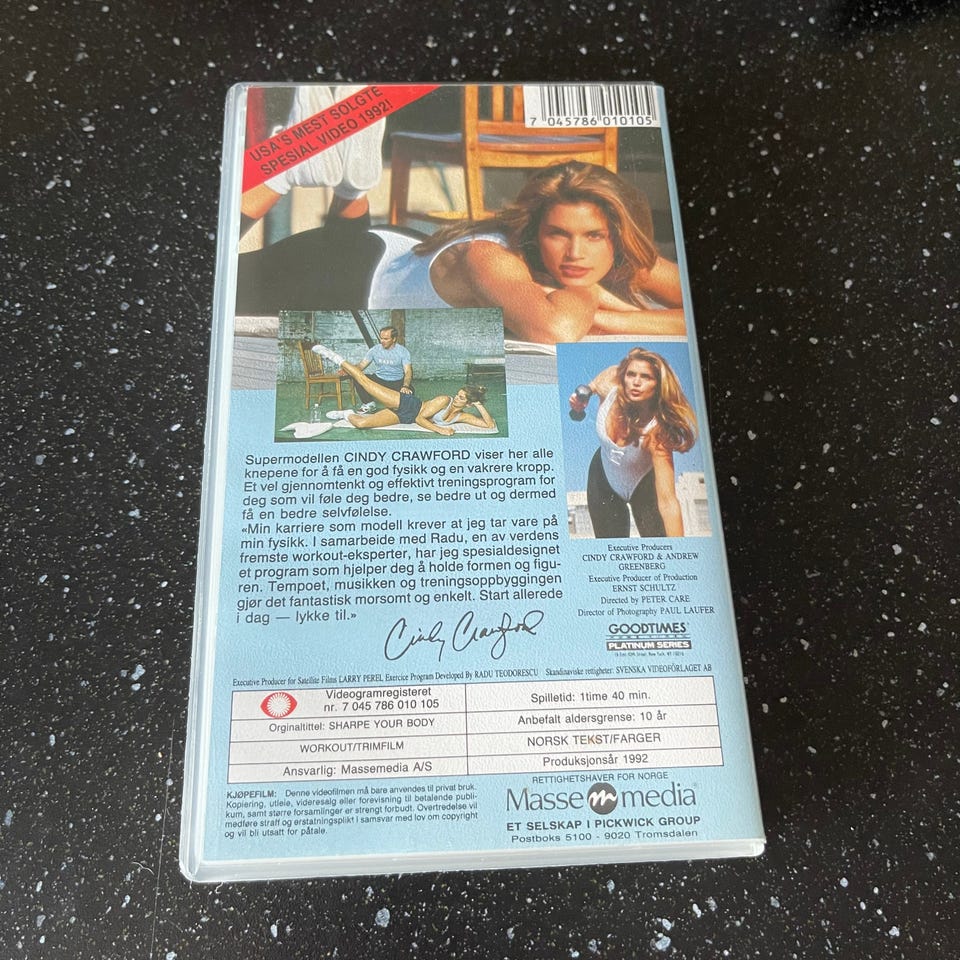 USA'S MEST SOLGTE
SPESIAL VIDEO 1992!
7 045786 010105
Supermodellen CINDY CRAWFORD viser her alle
knepene for å få en god fysikk og en vakrere kropp.
Et vel gjennomtenkt og effektivt treningsprogram for
deg som vil føle deg bedre, se bedre ut og dermed
få en bedre selvfølelse.
«Min karriere som modell krever at jeg tar vare på
min fysikk. I samarbeide med Radu, en av verdens
fremste workout-eksperter, har jeg spesialdesignet
et program som hjelper deg å holde formen og figu-
ren. Tempoet, musikken og treningsoppbyggingen
gjør det fantastisk morsomt og enkelt. Start allerede
i dag — lykke til.»
Cindy Crawford
Executive Producers
CINDY CRAWFORD & ANDREW
GREENBERG
Executive Producer of Production
ERNST SCHULTZ
Directed by PETER CARE
Director of Photography PAUL LAUFER
GOODTIMES
PLATINUM SERIES
Executive Producer for Satellite Films LARRY PEREL Exercice Program Developed By RADU TEODORESCU Skandinaviske rettigheter: SVENSKA VIDEOFÖRLAGET AB
Videogramregisteret
nr. 7 045 786 010 105
Orginaltittel: SHARPE YOUR BODY
WORKOUT/TRIMFILM
Ansvarlig: Massemedia A/S
Spilletid: 1time 40 min.
Anbefalt aldersgrense: 10 år
NORSK TEKST/FARGER
Produksjonsår 1992
KJØPEFILM: Denne videofilmen må bare anvendes til privat bruk.
Kopiering, utleie, videresalg eller forevisning til betalende publi-
kum, samt større forsamlinger er strengt forbudt. Overtredelse vil
medføre straff og erstatningsplikt i samsvar med lov om copyright
og vil bli utsatt for påtale.
RETTIGHETSHAVER FOR NORGE
Masse m media
ET SELSKAP I PICKWICK GROUP
Postboks 5100 - 9020 Tromsdalen